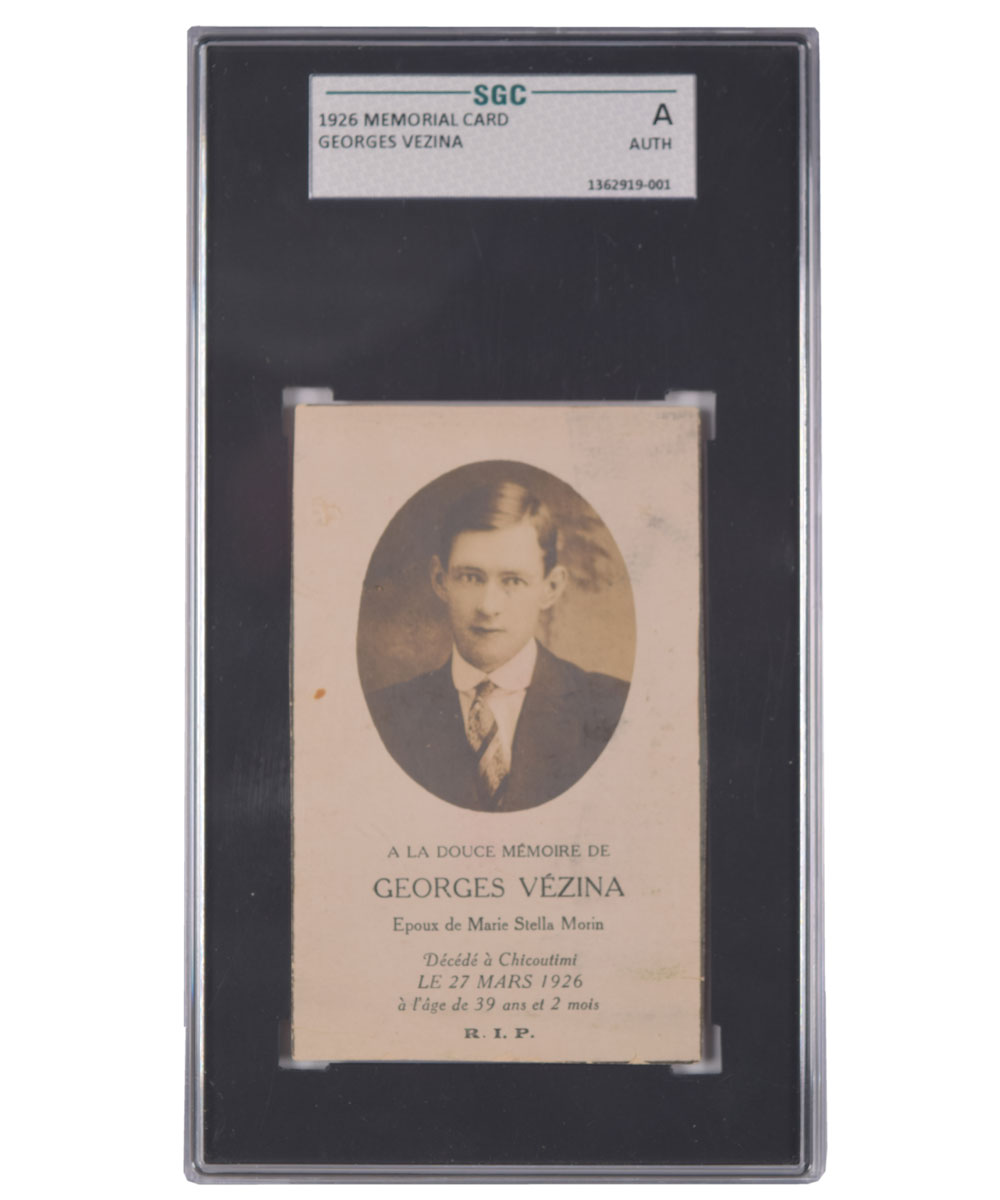 SGC
1926 MEMORIAL CARD
A
GEORGES VEZINA
AUTH
1362919-001
A LA DOUCE MÉMOIRE DE
GEORGES VÉZINA
Epoux de Marie Stella Morin
Décédé à Chicoutimi
LE 27 MARS 1926
à l'âge de 39 ans et 2 mois
R. I. P.